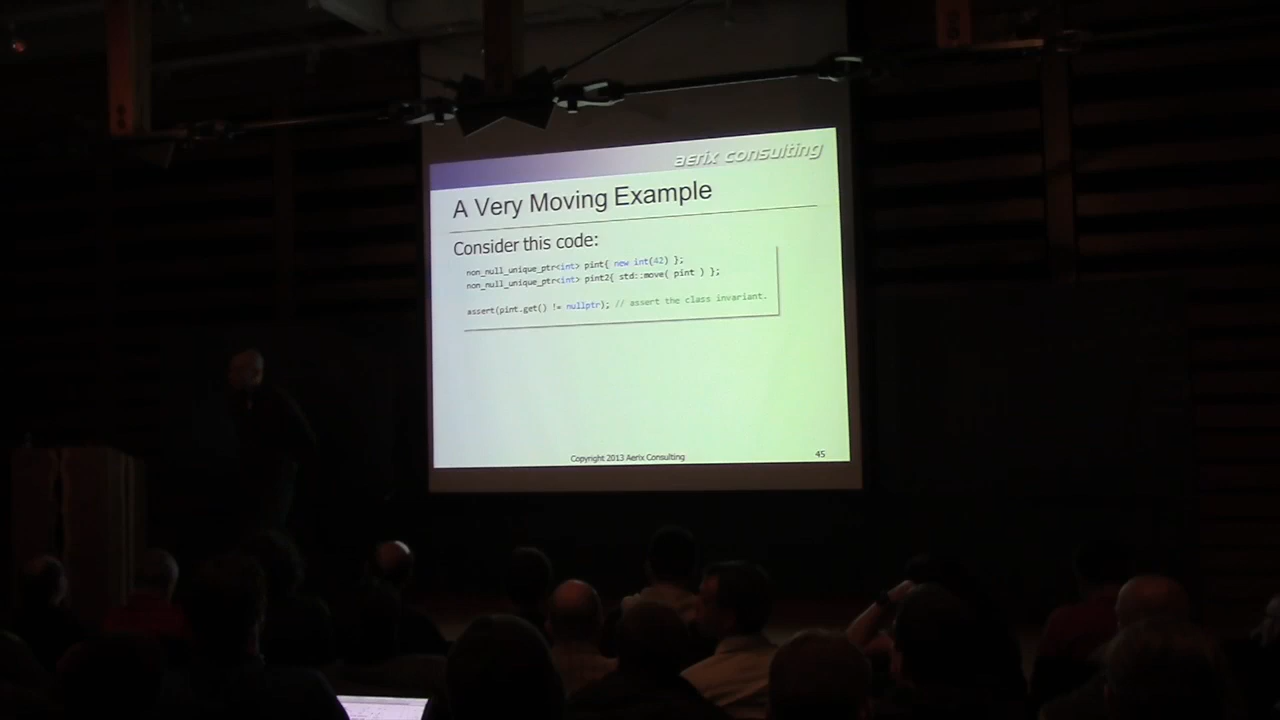 aerix consulting
A Very Moving Example
Consider this code:
non_null_unique_ptr<int> pint{ new int(42) };
non_null_unique_ptr<int> pint2{ std::move( pint ) };
assert(pint.get() != nullptr); // assert the class invariant.
Copyright 2013 Aerix Consulting
45